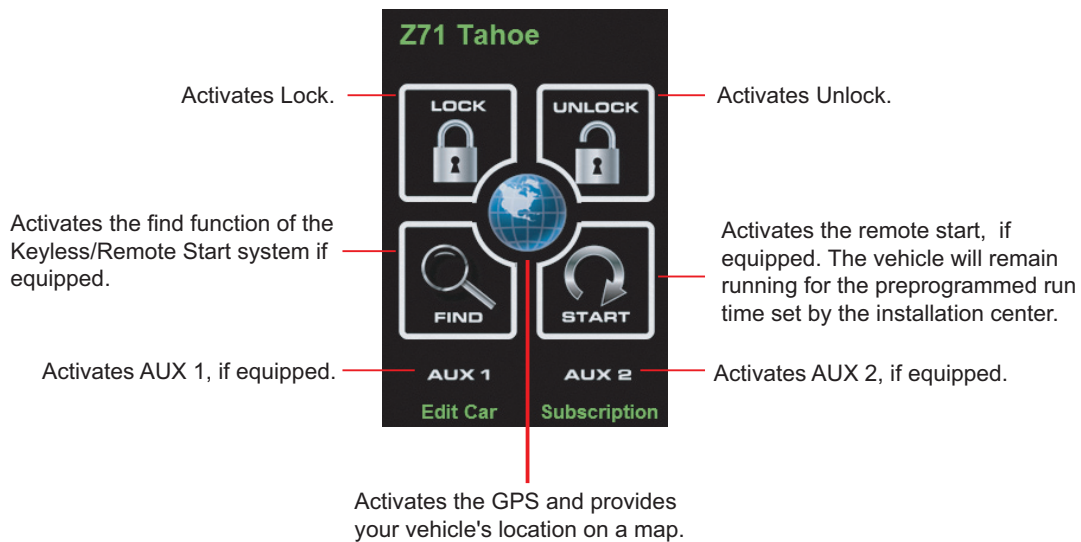 Z71 Tahoe
Activates Lock.
LOCK
UNLOCK
Activates Unlock.
Activates the find function of the
Keyless/Remote Start system if
equipped.
FIND
START
Activates the remote start, if
equipped. The vehicle will remain
running for the preprogrammed run
time set by the installation center.
Activates AUX 1, if equipped.
AUX 1
AUX 2
Activates AUX 2, if equipped.
Edit Car
Subscription
Activates the GPS and provides
your vehicle's location on a map.